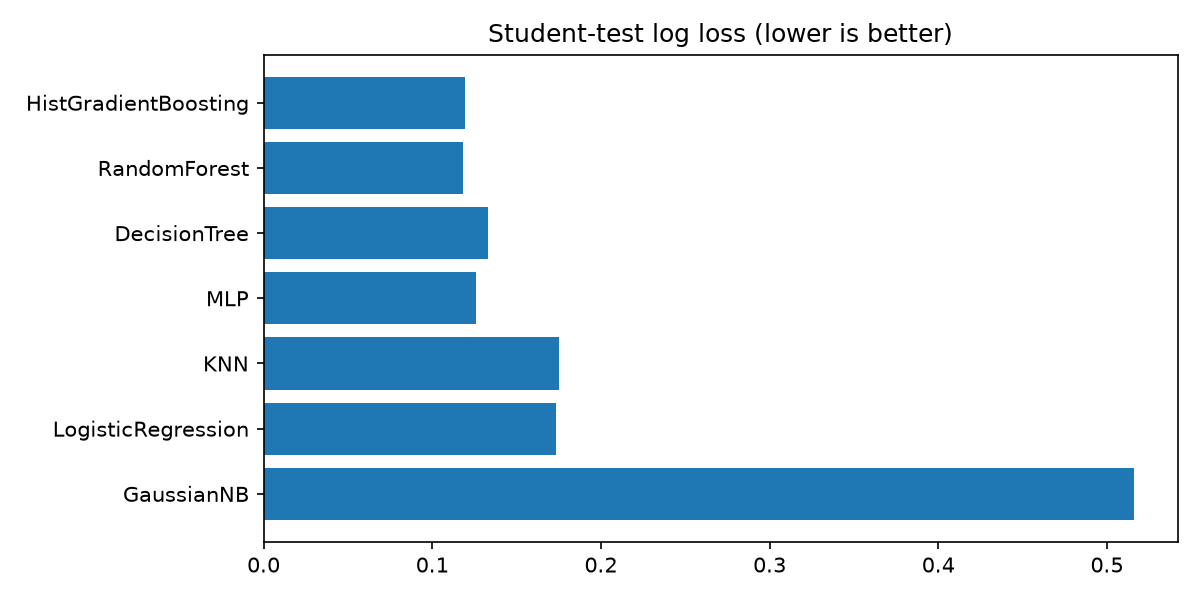 Student-test log loss (lower is better)
HistGradientBoosting
RandomForest
DecisionTree
MLP
KNN
LogisticRegression
GaussianNB
0.0 0.1 0.2 0.3 0.4 0.5